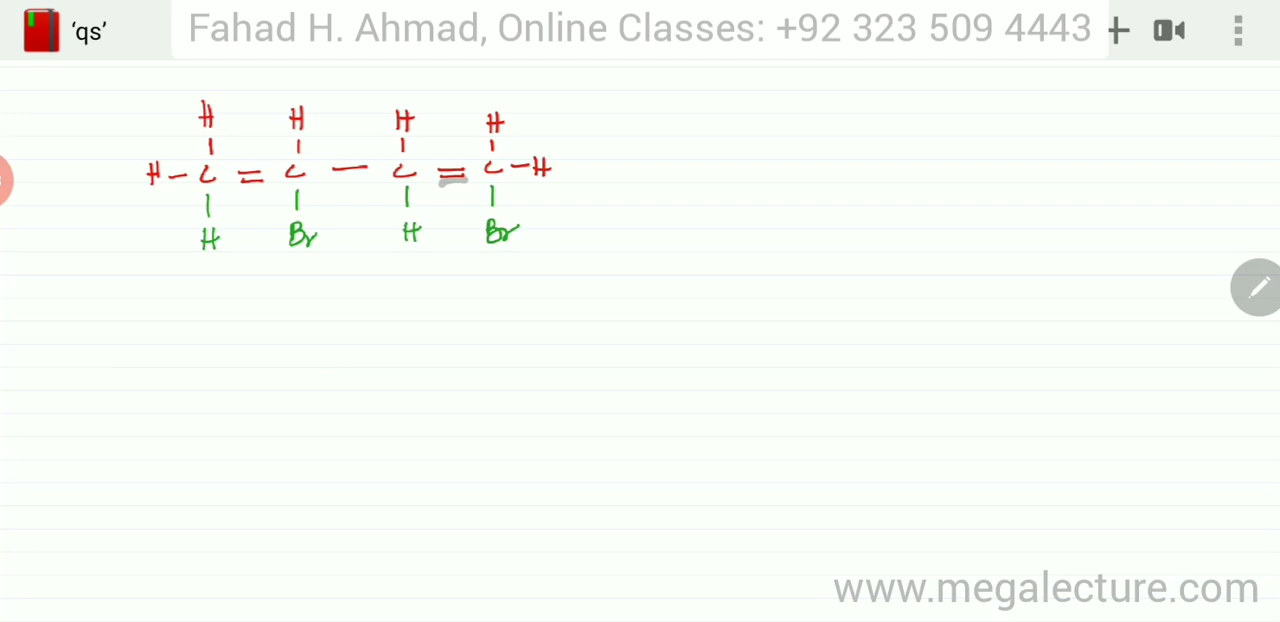 ‘qs’ Fahad H. Ahmad, Online Classes: +92 323 509 4443
H H H H
H - C = C - C = C - H
H Br H Br
www.megalecture.com